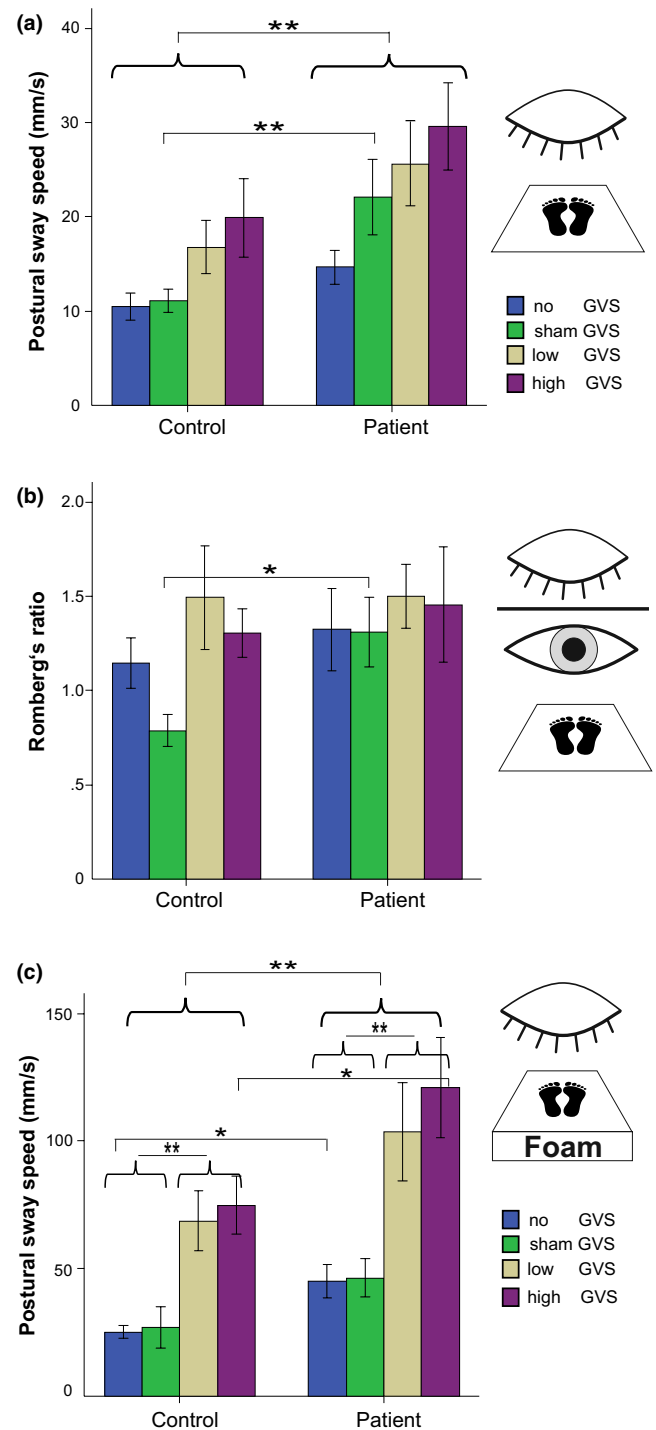 (a)
**
**
Postural sway speed (mm/s)
40
30
20
10
0
Control Patient
no GVS
sham GVS
low GVS
high GVS
(b)
*
Romberg‘s ratio
2.0
1.5
1.0
.5
0
Control Patient
(c)
**
**
*
*
**
Postural sway speed (mm/s)
150
100
50
0
Control Patient
Foam
no GVS
sham GVS
low GVS
high GVS